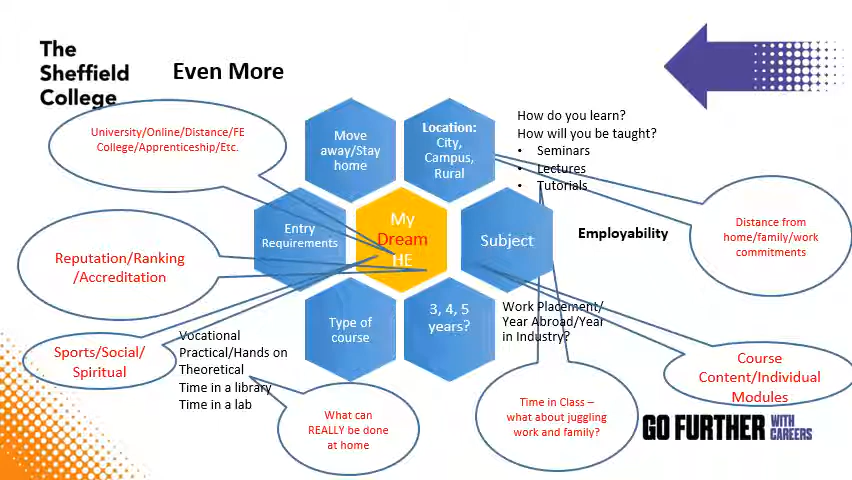 The
Sheffield
College
Even More
University/Online/Distance/FE
College/Apprenticeship/Etc.
Move
away/Stay
home
Location:
City,
Campus,
Rural
How do you learn?
How will you be taught?
• Seminars
• Lectures
• Tutorials
Entry
Requirements
My
Dream
HE
Subject
Employability
Distance from
home/family/work
commitments
Reputation/Ranking
/Accreditation
Type of
course
3, 4, 5
years?
Work Placement/
Year Abroad/Year
in Industry?
Sports/Social/
Spiritual
Vocational
Practical/Hands on
Theoretical
Time in a library
Time in a lab
What can
REALLY be done
at home
Time in Class –
what about juggling
work and family?
Course
Content/Individual
Modules
GO FURTHER WITH
CAREERS